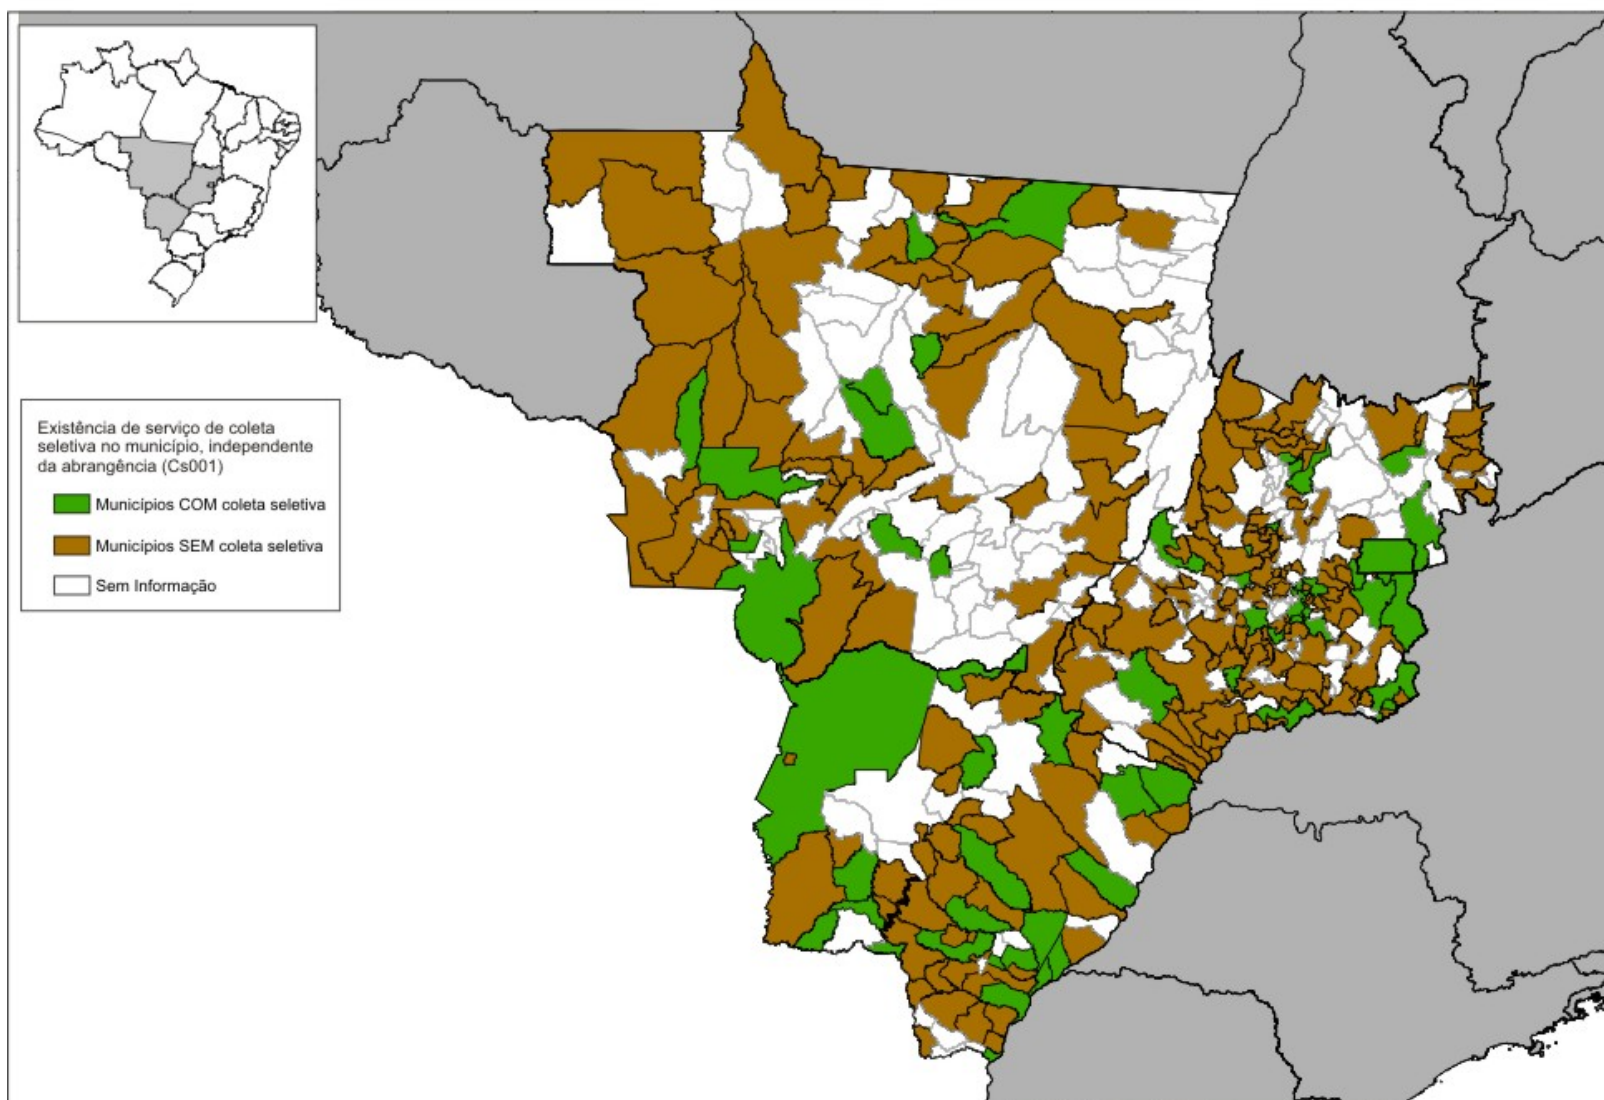 Existência de serviço de coleta
seletiva no município, independente
da abrangência (Cs001)
Municípios COM coleta seletiva
Municípios SEM coleta seletiva
Sem Informação